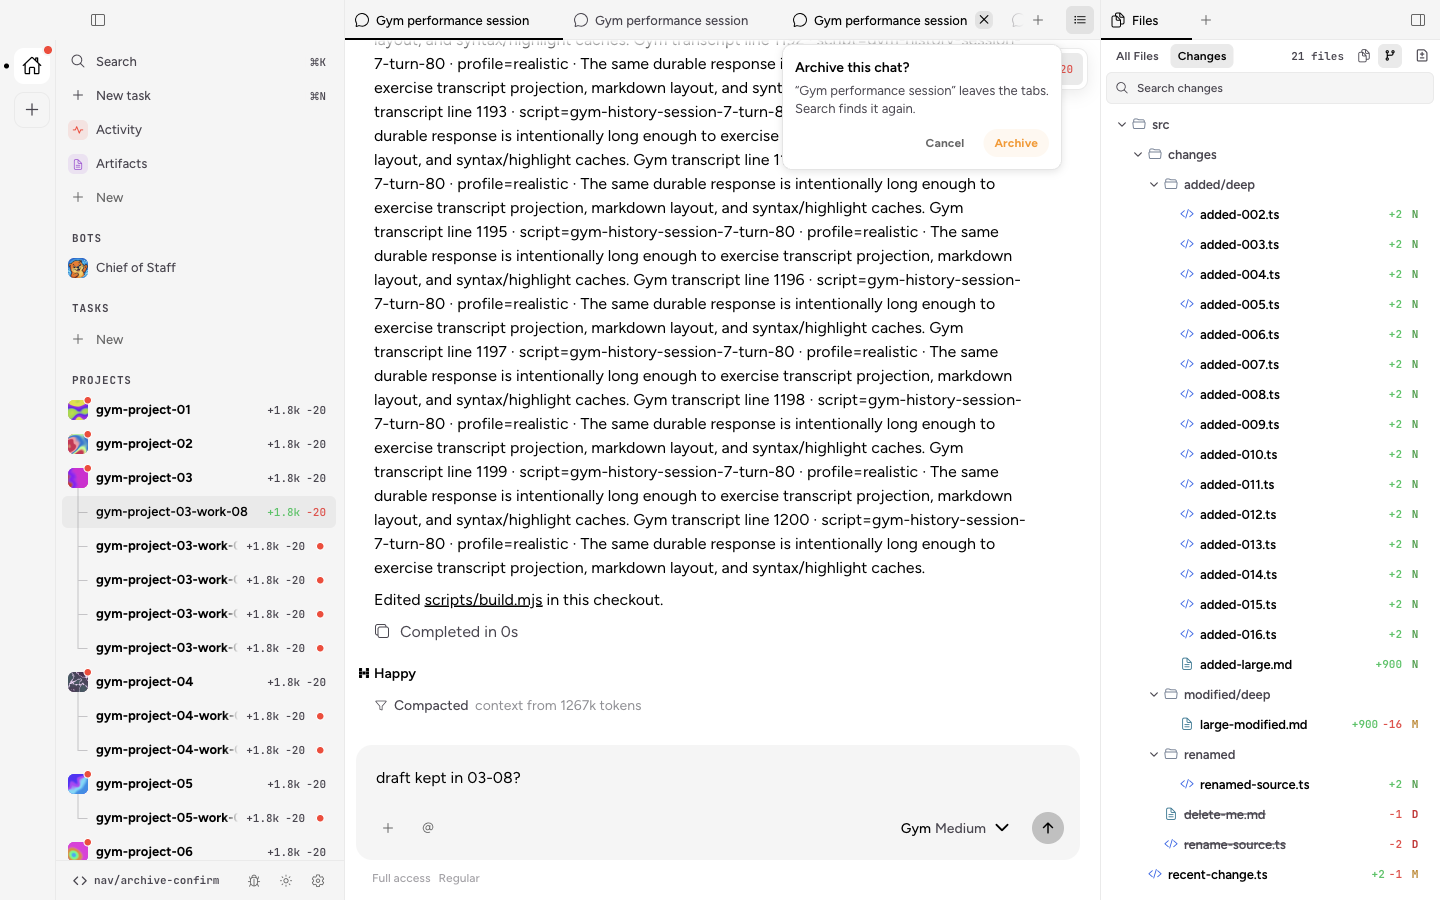 Search ⌘K
New task ⌘N
Activity
Artifacts
New
BOTS
Chief of Staff
TASKS
New
PROJECTS
gym-project-01 +1.8k -20
gym-project-02 +1.8k -20
gym-project-03 +1.8k -20
gym-project-03-work-08 +1.8k -20
gym-project-03-work- +1.8k -20
gym-project-03-work- +1.8k -20
gym-project-03-work- +1.8k -20
gym-project-03-work- +1.8k -20
gym-project-04 +1.8k -20
gym-project-04-work- +1.8k -20
gym-project-04-work- +1.8k -20
gym-project-05 +1.8k -20
gym-project-05-work- +1.8k -20
gym-project-06 +1.8k -20
nav/archive-confirm
Gym performance session
Gym performance session
Gym performance session
Archive this chat?
“Gym performance session” leaves the tabs.
Search finds it again.
Cancel Archive
20
layout, and syntax/highlight caches. Gym transcript line 1192 · script=gym-history-session-
7-turn-80 · profile=realistic · The same durable response is
exercise transcript projection, markdown layout, and synt
transcript line 1193 · script=gym-history-session-7-turn-8
durable response is intentionally long enough to exercise
layout, and syntax/highlight caches. Gym transcript line
7-turn-80 · profile=realistic · The same durable response is intentionally long enough to
exercise transcript projection, markdown layout, and syntax/highlight caches. Gym
transcript line 1195 · script=gym-history-session-7-turn-80 · profile=realistic · The same
durable response is intentionally long enough to exercise transcript projection, markdown
layout, and syntax/highlight caches. Gym transcript line 1196 · script=gym-history-session-
7-turn-80 · profile=realistic · The same durable response is intentionally long enough to
exercise transcript projection, markdown layout, and syntax/highlight caches. Gym
transcript line 1197 · script=gym-history-session-7-turn-80 · profile=realistic · The same
durable response is intentionally long enough to exercise transcript projection, markdown
layout, and syntax/highlight caches. Gym transcript line 1198 · script=gym-history-session-
7-turn-80 · profile=realistic · The same durable response is intentionally long enough to
exercise transcript projection, markdown layout, and syntax/highlight caches. Gym
transcript line 1199 · script=gym-history-session-7-turn-80 · profile=realistic · The same
durable response is intentionally long enough to exercise transcript projection, markdown
layout, and syntax/highlight caches. Gym transcript line 1200 · script=gym-history-session-
7-turn-80 · profile=realistic · The same durable response is intentionally long enough to
exercise transcript projection, markdown layout, and syntax/highlight caches.
Edited scripts/build.mjs in this checkout.
Completed in 0s
Happy
Compacted context from 1267k tokens
draft kept in 03-08?
@
Gym Medium
Full access Regular
Files
All Files Changes 21 files
Search changes
src
changes
added/deep
added-002.ts +2 N
added-003.ts +2 N
added-004.ts +2 N
added-005.ts +2 N
added-006.ts +2 N
added-007.ts +2 N
added-008.ts +2 N
added-009.ts +2 N
added-010.ts +2 N
added-011.ts +2 N
added-012.ts +2 N
added-013.ts +2 N
added-014.ts +2 N
added-015.ts +2 N
added-016.ts +2 N
added-large.md +900 N
modified/deep
large-modified.md +900 -16 M
renamed
renamed-source.ts +2 N
delete-me.md -1 D
rename-source.ts -2 D
recent-change.ts +2 -1 M